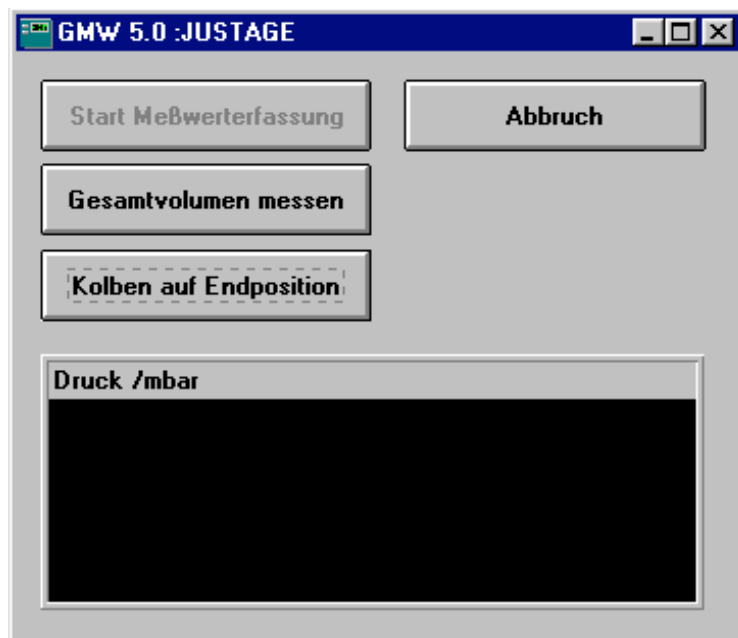 GMW 5.0 :JUSTAGE
Start Meßwerterfassung
Abbruch
Gesamtvolumen messen
Kolben auf Endposition
Druck /mbar